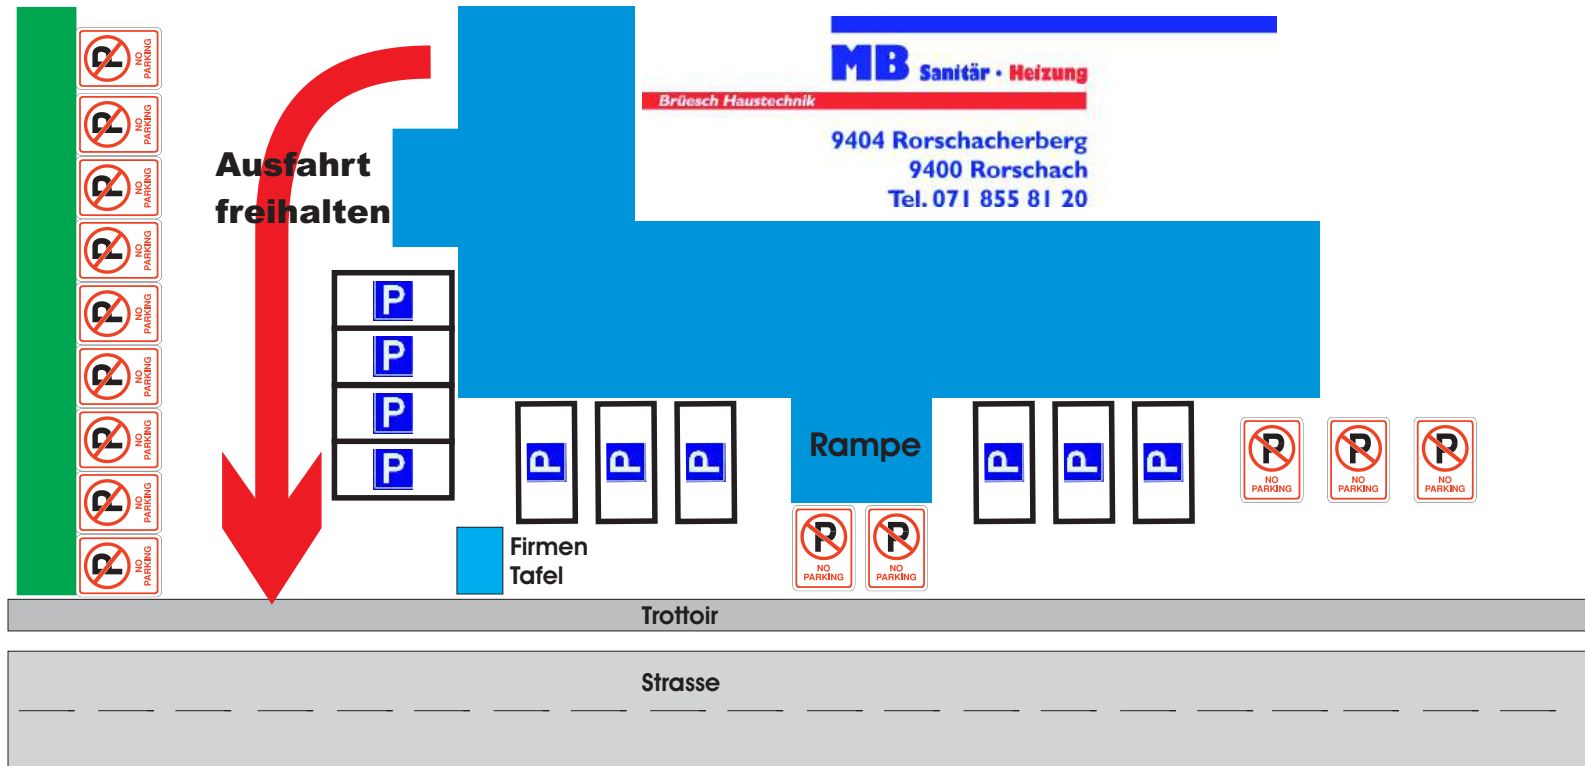 MB Sanitär · Heizung
Brüesch Haustechnik
9404 Rorschacherberg
9400 Rorschach
Tel. 071 855 81 20
Ausfahrt
freihalten
P
P
P
P
P
P
P
Rampe
P
P
P
P
NO PARKING
P
NO PARKING
P
NO PARKING
P
NO PARKING
P
NO PARKING
P
NO PARKING
P
NO PARKING
P
NO PARKING
P
NO PARKING
P
NO
PARKING
P
NO
PARKING
P
NO
PARKING
P
NO
PARKING
P
NO
PARKING
Firmen
Tafel
Trottoir
Strasse